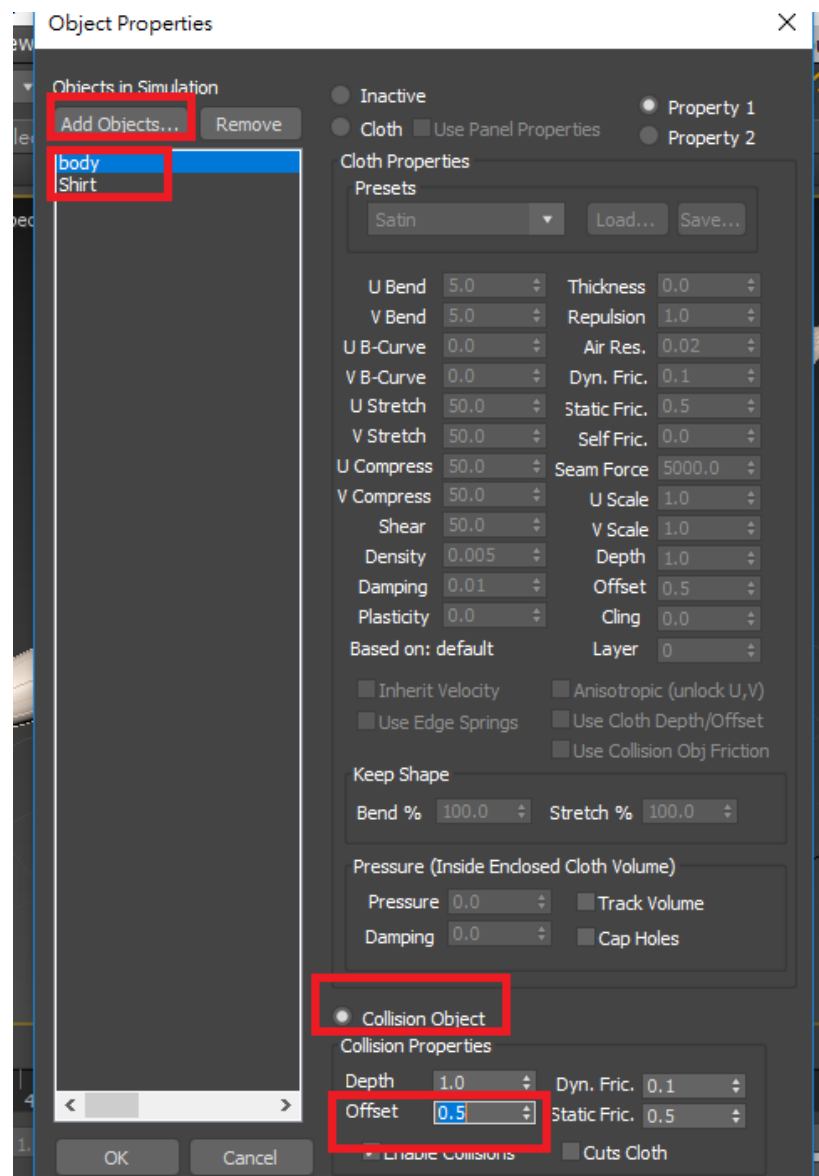 Object Properties
ew
Objects in Simulation
Add Objects...
Remove
body
Shirt
OK
Cancel
Inactive
Cloth
Use Panel Properties
Property 1
Property 2
Cloth Properties
Presets
Satin
Load...
Save...
U Bend 5.0
Thickness 0.0
V Bend 5.0
Repulsion 1.0
U B-Curve 0.0
Air Res. 0.02
V B-Curve 0.0
Dyn. Fric. 0.1
U Stretch 50.0
Static Fric. 0.5
V Stretch 50.0
Self Fric. 0.0
U Compress 50.0
Seam Force 5000.0
V Compress 50.0
U Scale 1.0
Shear 50.0
V Scale 1.0
Density 0.005
Depth 1.0
Damping 0.01
Offset 0.5
Plasticity 0.0
Cling 0.0
Based on: default
Layer 0
Inherit Velocity
Anisotropic (unlock U,V)
Use Edge Springs
Use Cloth Depth/Offset
Use Collision Obj Friction
Keep Shape
Bend % 100.0
Stretch % 100.0
Pressure (Inside Enclosed Cloth Volume)
Pressure 0.0
Track Volume
Damping 0.0
Cap Holes
Collision Object
Collision Properties
Depth 1.0
Dyn. Fric. 0.1
Offset 0.5
Static Fric. 0.5
Enable Collisions
Cuts Cloth